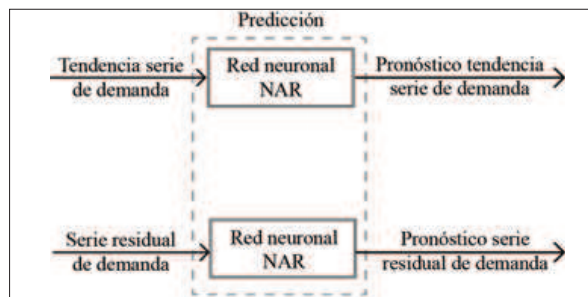 Predicción
Tendencia serie
de demanda
Red neuronal
NAR
Pronóstico tendencia
serie de demanda
Serie residual
de demanda
Red neuronal
NAR
Pronóstico serie
residual de demanda